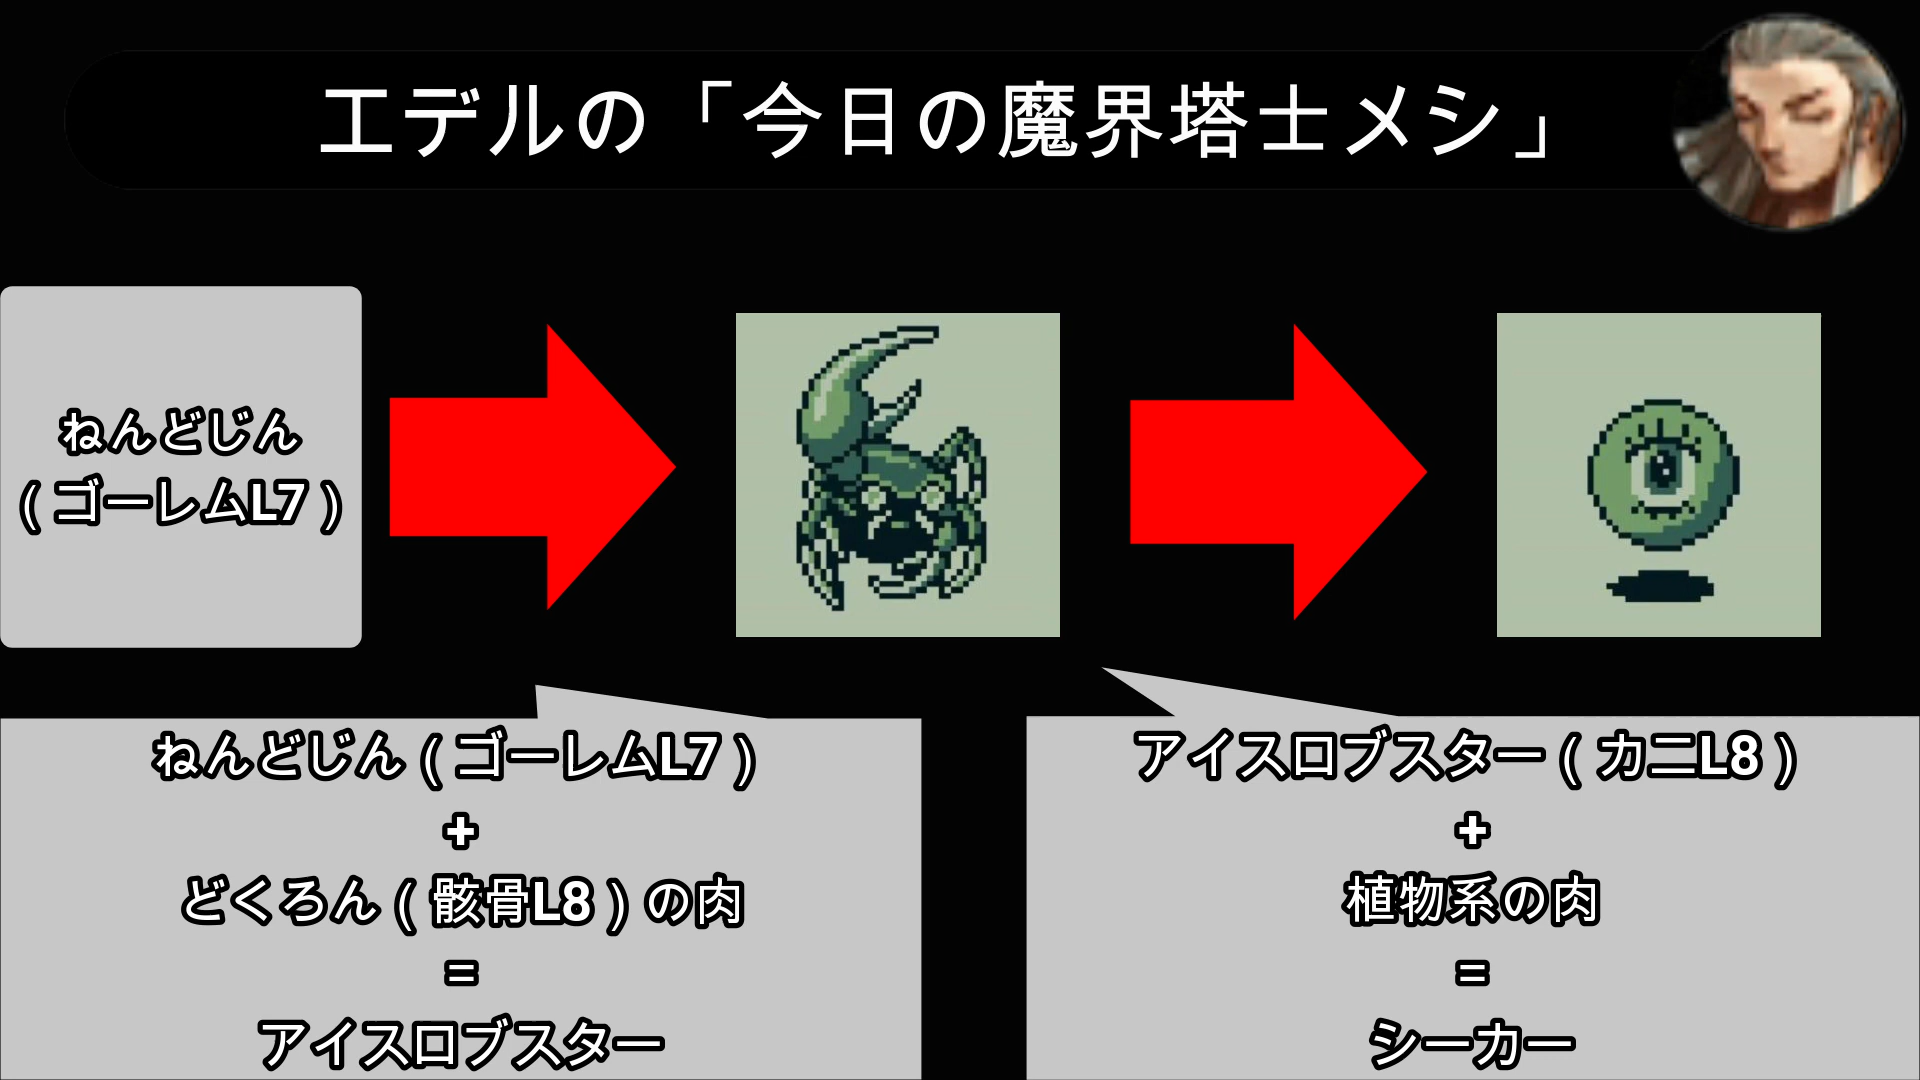 エデルの「今日の魔界塔士メシ」
ねんどじん
（ゴーレムL7）
ねんどじん（ゴーレムL7）
+
どくろん（骸骨L8）の肉
=
アイスロブスター
アイスロブスター（カニL8）
+
植物系の肉
=
シーカー